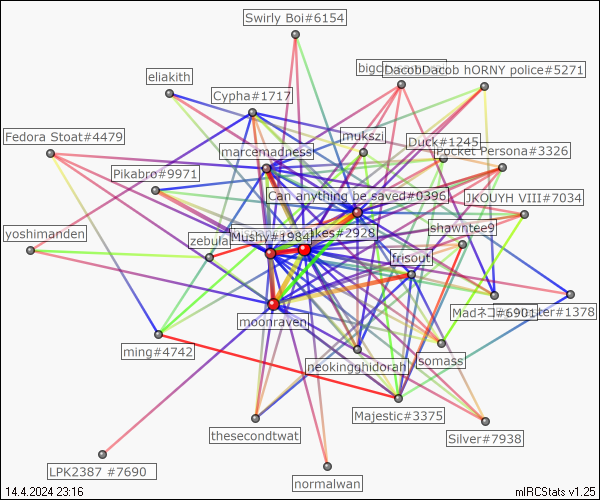 Swirly Boi#6154
DacobDacob hORNY police#5271
eliakith
Cypha#1717
mukszi
Duck#1245
Fedora Stoat#4479
marcemadness
Persona#3326
Pikabro#9971
Can anything be saved#0396
JKOUYH VIII#7034
shawntee9
yoshimanden
zebula
Mushy#1984
akes#2928
frisout
moonraven
Madネコ#6901
ter#1378
ming#4742
neokingghidorah
somass
Majestic#3375
thesecondtwat
Silver#7938
LPK2387 #7690
normalwan
14.4.2024 23:16
mIRCStats v1.25